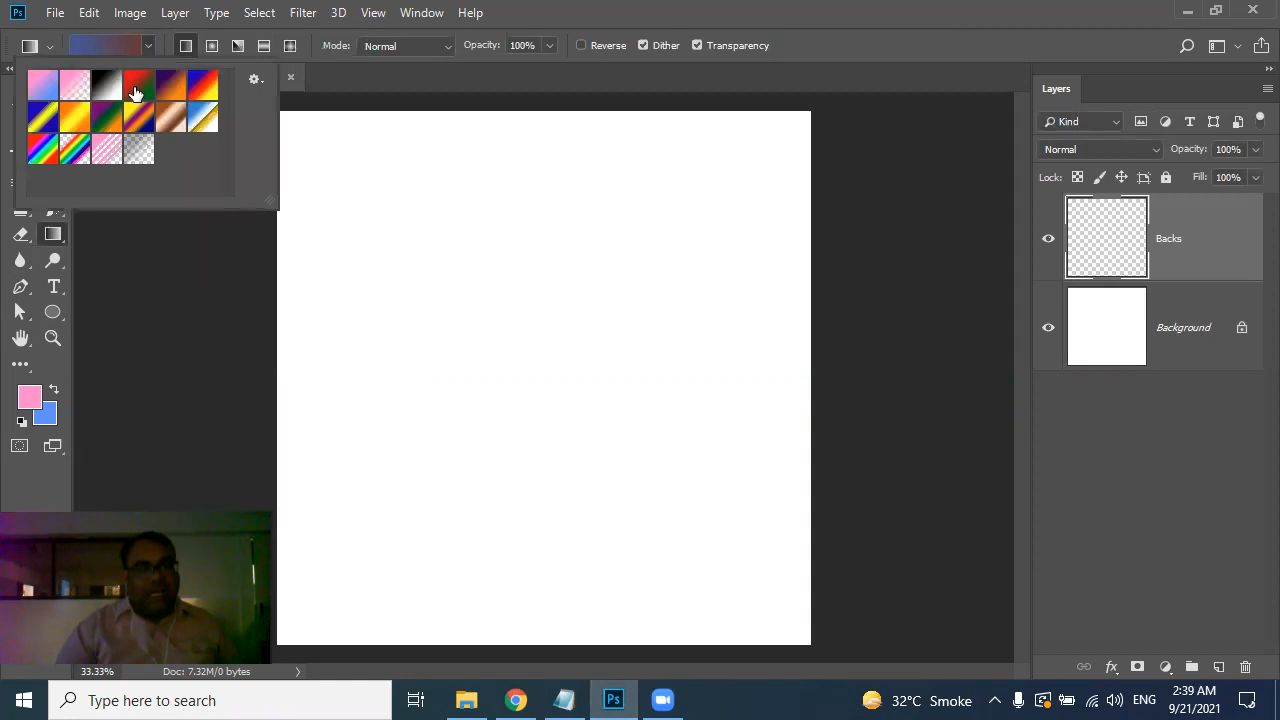 Ps File Edit Image Layer Type Select Filter 3D View Window Help
Mode: Normal Opacity: 100% Reverse Dither Transparency
Layers
Kind
Normal Opacity: 100%
Lock: Fill: 100%
Backs
Background
33.33% Doc: 7.32M/0 bytes
Type here to search
Ps
32°C Smoke
ENG
2:39 AM
9/21/2021